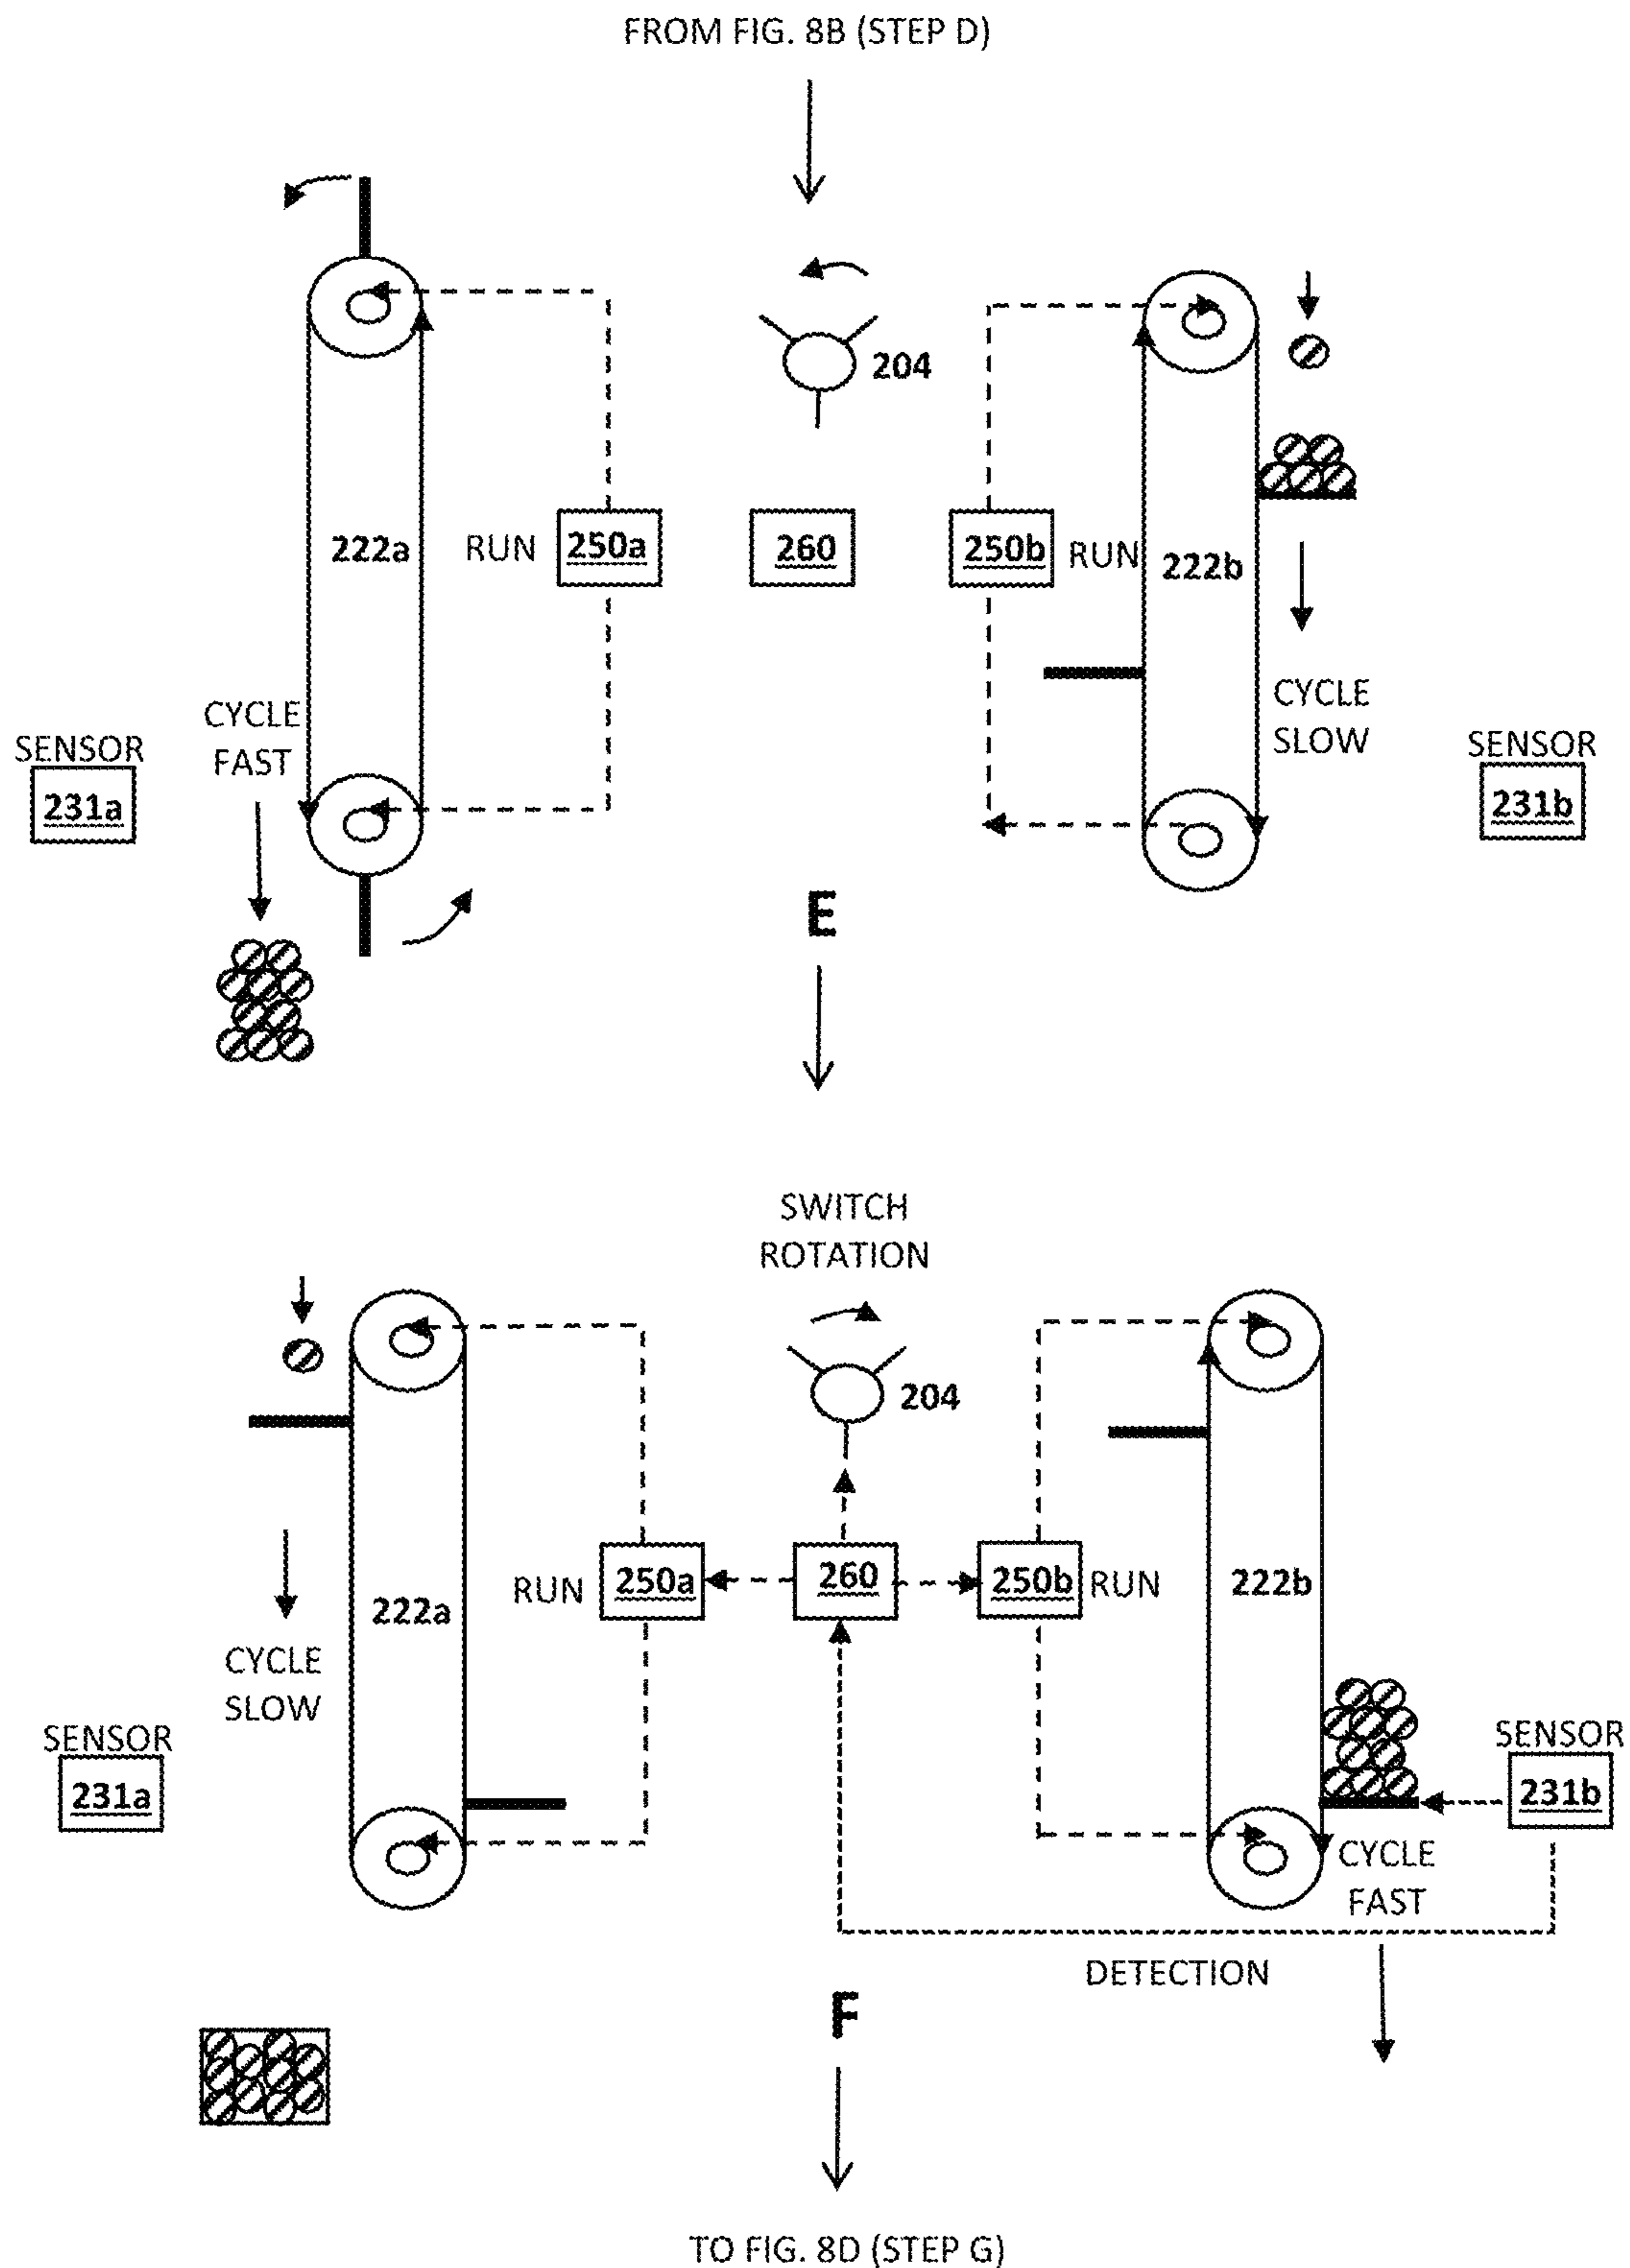 FROM FIG. 8B (STEP D)
204
222a
RUN
250a
260
250b
RUN
222b
CYCLE
FAST
CYCLE
SLOW
SENSOR
231a
SENSOR
231b
E
SWITCH
ROTATION
204
222a
RUN
250a
260
250b
RUN
222b
CYCLE
SLOW
SENSOR
231a
SENSOR
231b
CYCLE
FAST
DETECTION
F
TO FIG. 8D (STEP G)